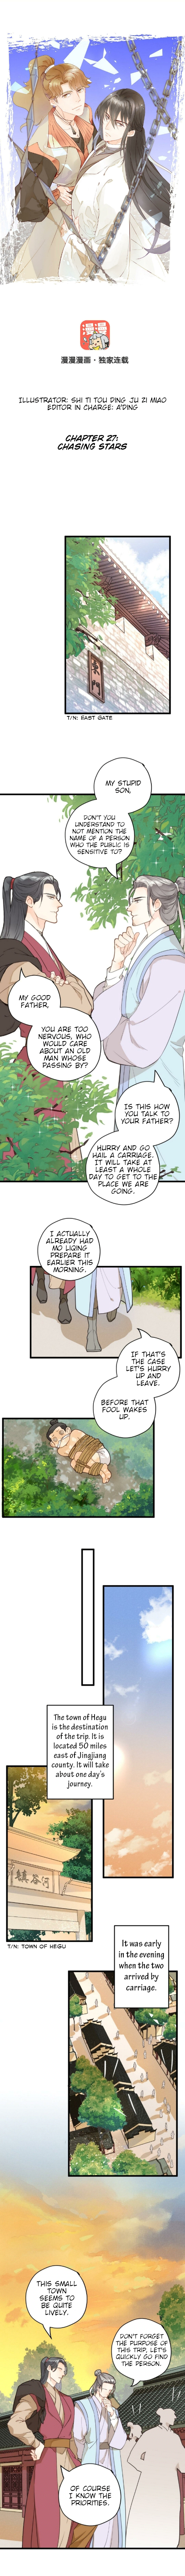 漫漫
漫漫漫画·独家连载
ILLUSTRATOR: SHI TI TOU DING JU ZI MIAO
EDITOR IN CHARGE: A'DING
CHAPTER 27:
CHASING STARS
東門
T/N: EAST GATE
MY STUPID
SON,
DON'T YOU
UNDERSTAND TO
NOT MENTION THE
NAME OF A PERSON
WHO THE PUBLIC IS
SENSITIVE TO?
MY GOOD
FATHER,
YOU ARE TOO
NERVOUS, WHO
WOULD CARE
ABOUT AN OLD
MAN WHOSE
PASSING BY?
IS THIS HOW
YOU TALK TO
YOUR FATHER?
HURRY AND GO
HAIL A CARRIAGE.
IT WILL TAKE AT
LEAST A WHOLE
DAY TO GET TO THE
PLACE WE ARE
GOING.
I ACTUALLY
ALREADY HAD
MO LIQING
PREPARE IT
EARLIER THIS
MORNING.
IF THAT'S
THE CASE
LET'S HURRY
UP AND
LEAVE.
BEFORE THAT
FOOL WAKES
UP.
The town of Hegu
is the destination
of the trip. It is
located 50 miles
east of Jingjiang
county. It will take
about one day's
journey.
鎮谷河
T/N: TOWN OF HEGU
It was early
in the evening
when the two
arrived by
carriage.
THIS SMALL
TOWN
SEEMS TO
BE QUITE
LIVELY.
DON'T FORGET
THE PURPOSE OF
THIS TRIP, LET'S
QUICKLY GO FIND
THE PERSON.
OF COURSE
I KNOW THE
PRIORITIES.